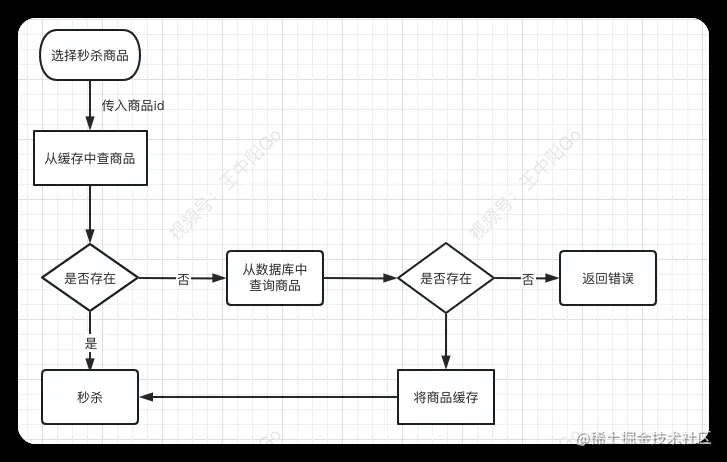 选择秒杀商品
传入商品id
从缓存中查商品
视频号：王中阳Go
视频号：王中阳Go
是否存在
否
从数据库中
查询商品
是否存在
否
返回错误
是
秒杀
将商品缓存
@稀土掘金技术社区